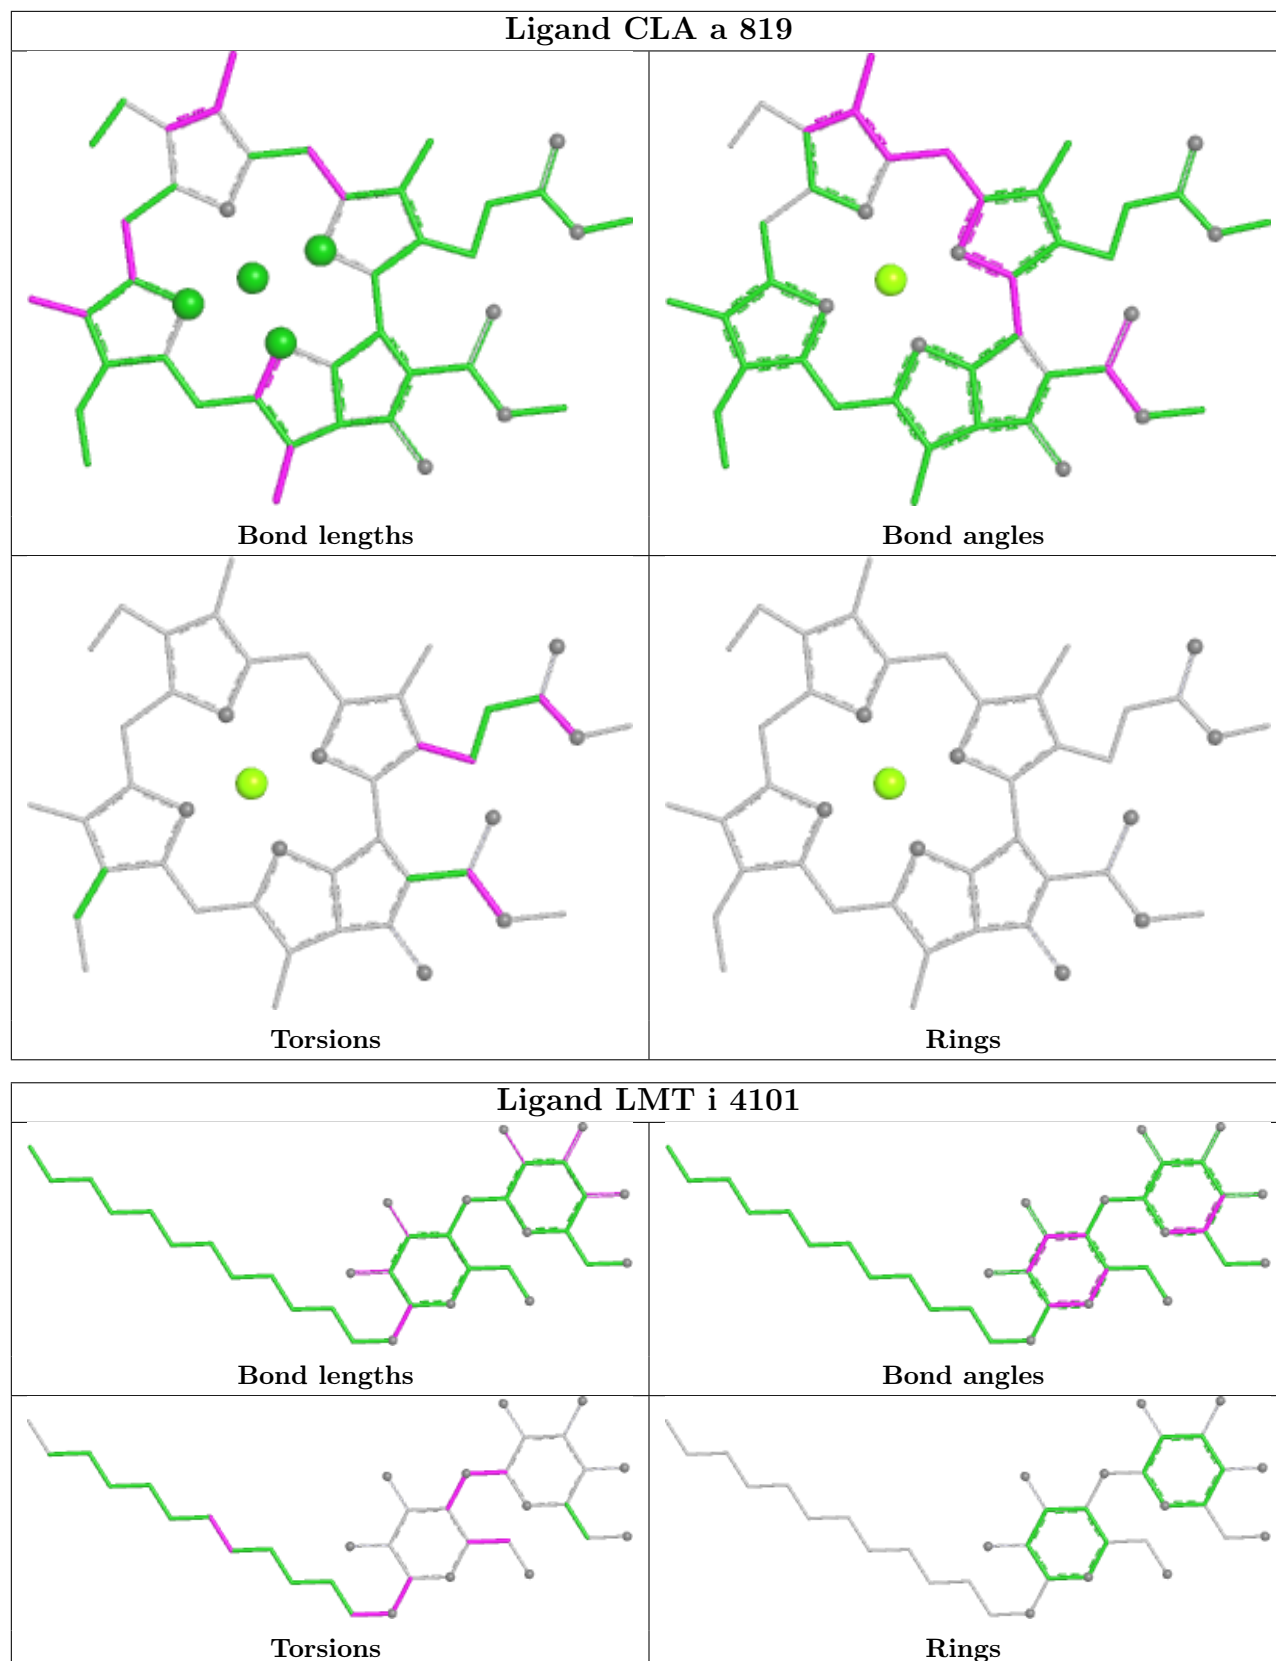 Ligand CLA a 819
Bond lengths
Bond angles
Torsions
Rings
Ligand LMT i 4101
Bond lengths
Bond angles
Torsions
Rings